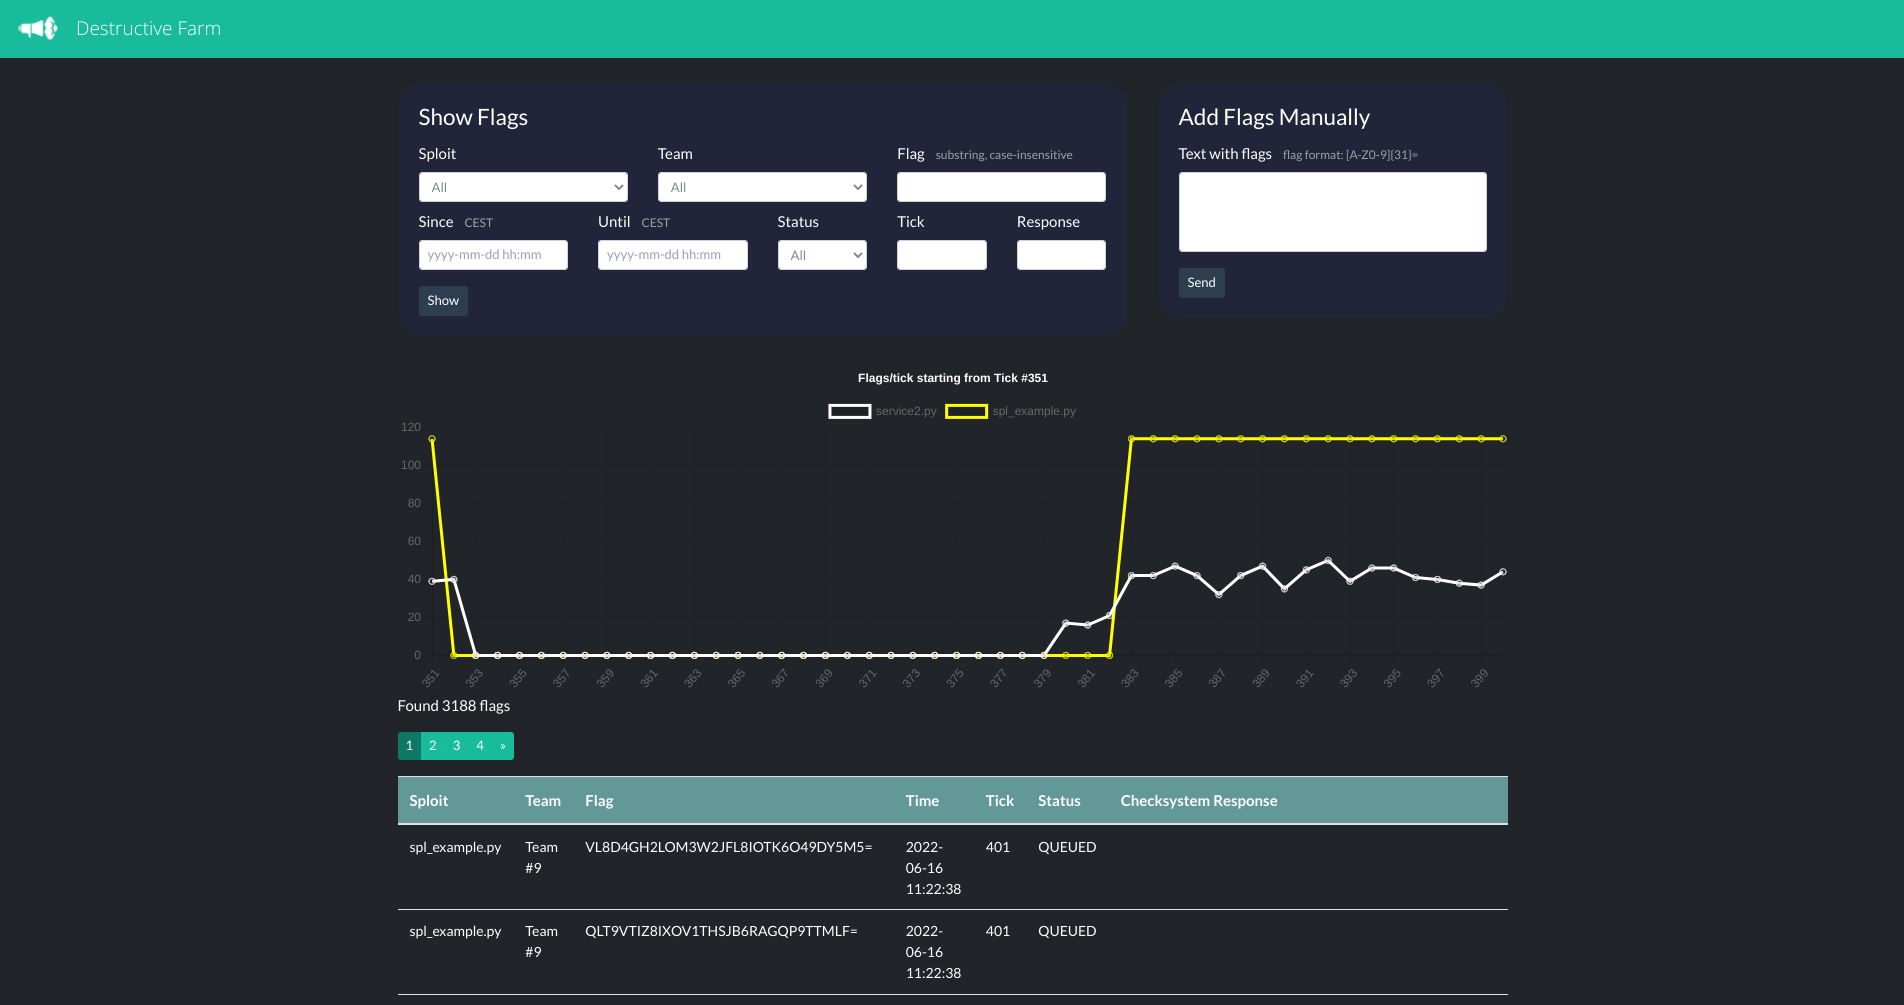 Destructive Farm
Show Flags
Sploit Team Flag substring, case-insensitive
All All
Since CEST Until CEST Status Tick Response
yyyy-mm-dd hh:mm yyyy-mm-dd hh:mm All
Show
Add Flags Manually
Text with flags flag format: [A-Z0-9]{31}=
Send
Flags/tick starting from Tick #351
service2.py spl_example.py
120
100
80
60
40
20
0
351 353 355 357 359 361 363 365 367 369 371 373 375 377 379 381 383 385 387 389 391 393 395 397 399
Found 3188 flags
1 2 3 4 »
Sploit Team Flag Time Tick Status Checksystem Response
spl_example.py Team VL8D4GH2LOM3W2JFL8IOTK6O49DY5M5= 2022- 401 QUEUED
#9 06-16
11:22:38
spl_example.py Team QLT9VTIZ8IXOV1THSJB6RAGQP9TTMLF= 2022- 401 QUEUED
#9 06-16
11:22:38